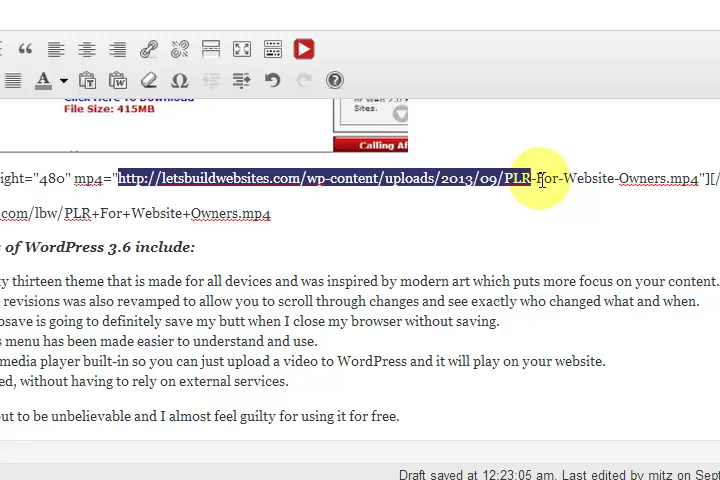 Click Here To Download
File Size: 415MB
Sites.
Calling Af
ight="480" mp4="http://letsbuildwebsites.com/wp-content/uploads/2013/09/PLR-For-Website-Owners.mp4"][/
.com/lbw/PLR+For+Website+Owners.mp4
s of WordPress 3.6 include:
ty thirteen theme that is made for all devices and was inspired by modern art which puts more focus on your content.
revisions was also revamped to allow you to scroll through changes and see exactly who changed what and when.
osave is going to definitely save my butt when I close my browser without saving.
s menu has been made easier to understand and use.
media player built-in so you can just upload a video to WordPress and it will play on your website.
ed, without having to rely on external services.
out to be unbelievable and I almost feel guilty for using it for free.
Draft saved at 12:23:05 am. Last edited by mitz on Sep